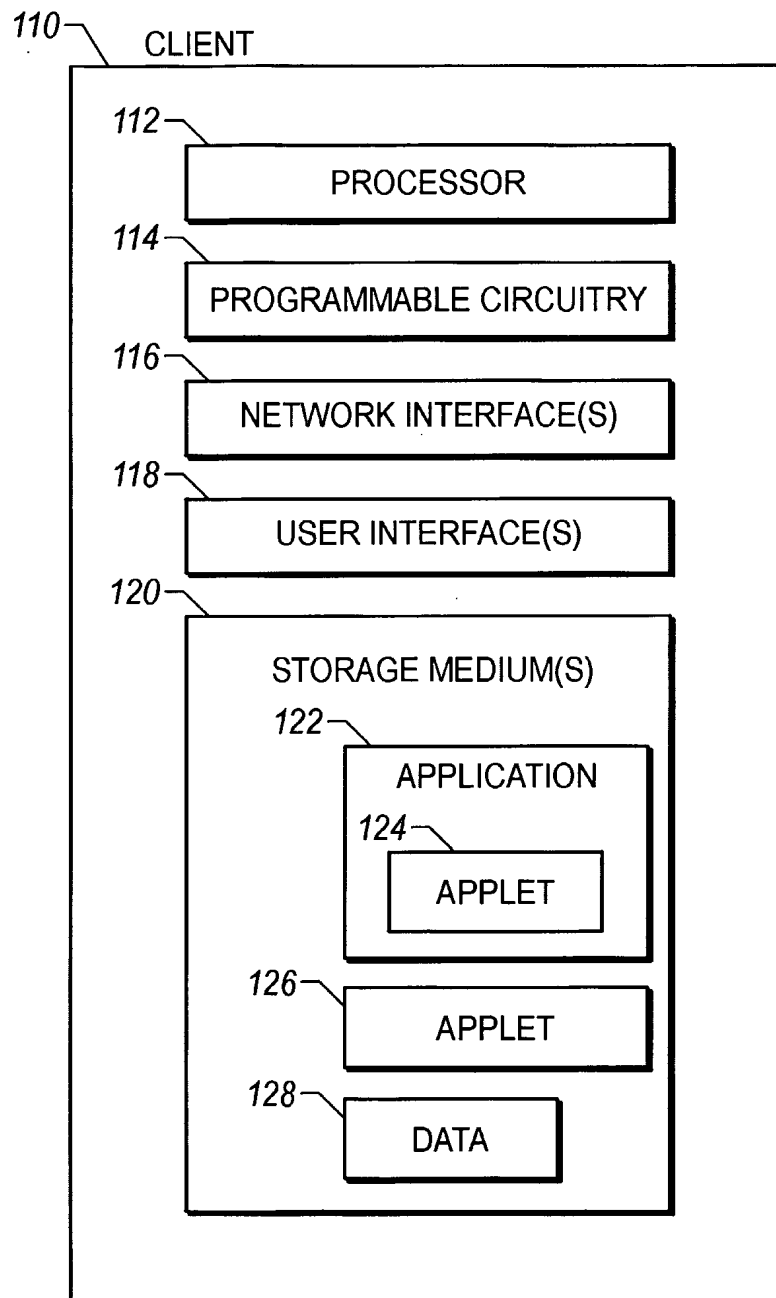 110
CLIENT
112
PROCESSOR
114
PROGRAMMABLE CIRCUITRY
116
NETWORK INTERFACE(S)
118
USER INTERFACE(S)
120
STORAGE MEDIUM(S)
122
APPLICATION
124
APPLET
126
APPLET
128
DATA